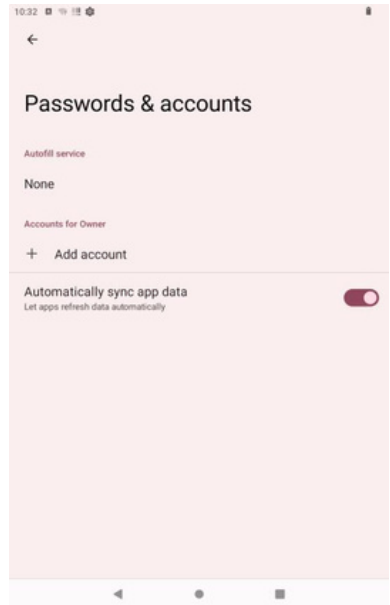 10:32
Passwords & accounts
Autofill service
None
Accounts for Owner
+ Add account
Automatically sync app data
Let apps refresh data automatically